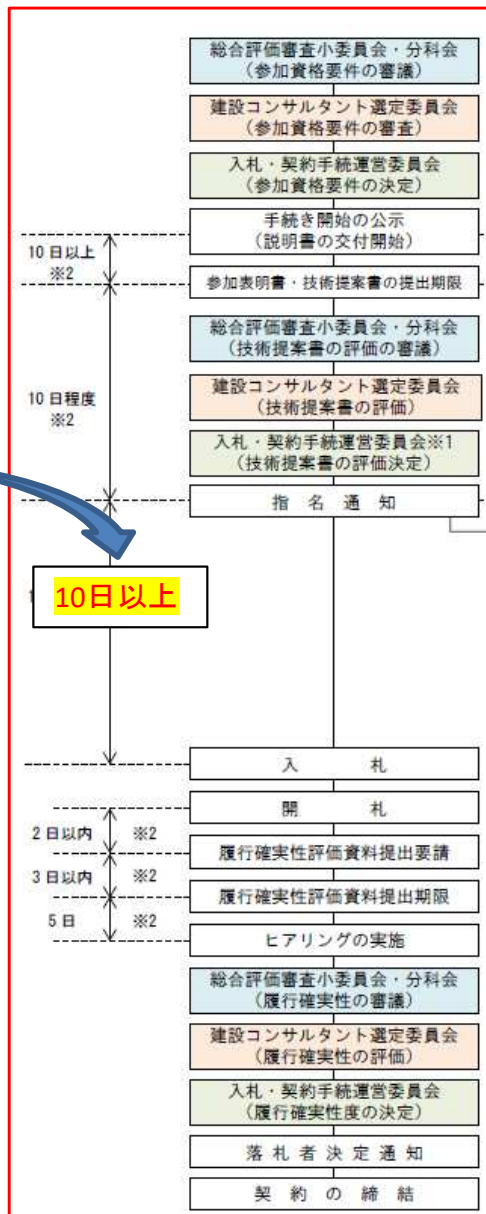 総合評価審査小委員会・分科会
(参加資格要件の審議)
建設コンサルタント選定委員会
(参加資格要件の審査)
入札・契約手続運営委員会
(参加資格要件の決定)
手続き開始の公示
(説明書の交付開始)
10日以上
※2
参加表明書・技術提案書の提出期限
総合評価審査小委員会・分科会
(技術提案書の評価の審議)
10日程度
※2
建設コンサルタント選定委員会
(技術提案書の評価)
入札・契約手続運営委員会※1
(技術提案書の評価決定)
指名通知
10日以上
入札
開札
2日以内 ※2
履行確実性評価資料提出要請
3日以内 ※2
履行確実性評価資料提出期限
5日 ※2
ヒアリングの実施
総合評価審査小委員会・分科会
(履行確実性の審議)
建設コンサルタント選定委員会
(履行確実性の評価)
入札・契約手続運営委員会
(履行確実性度の決定)
落札者決定通知
契約の締結